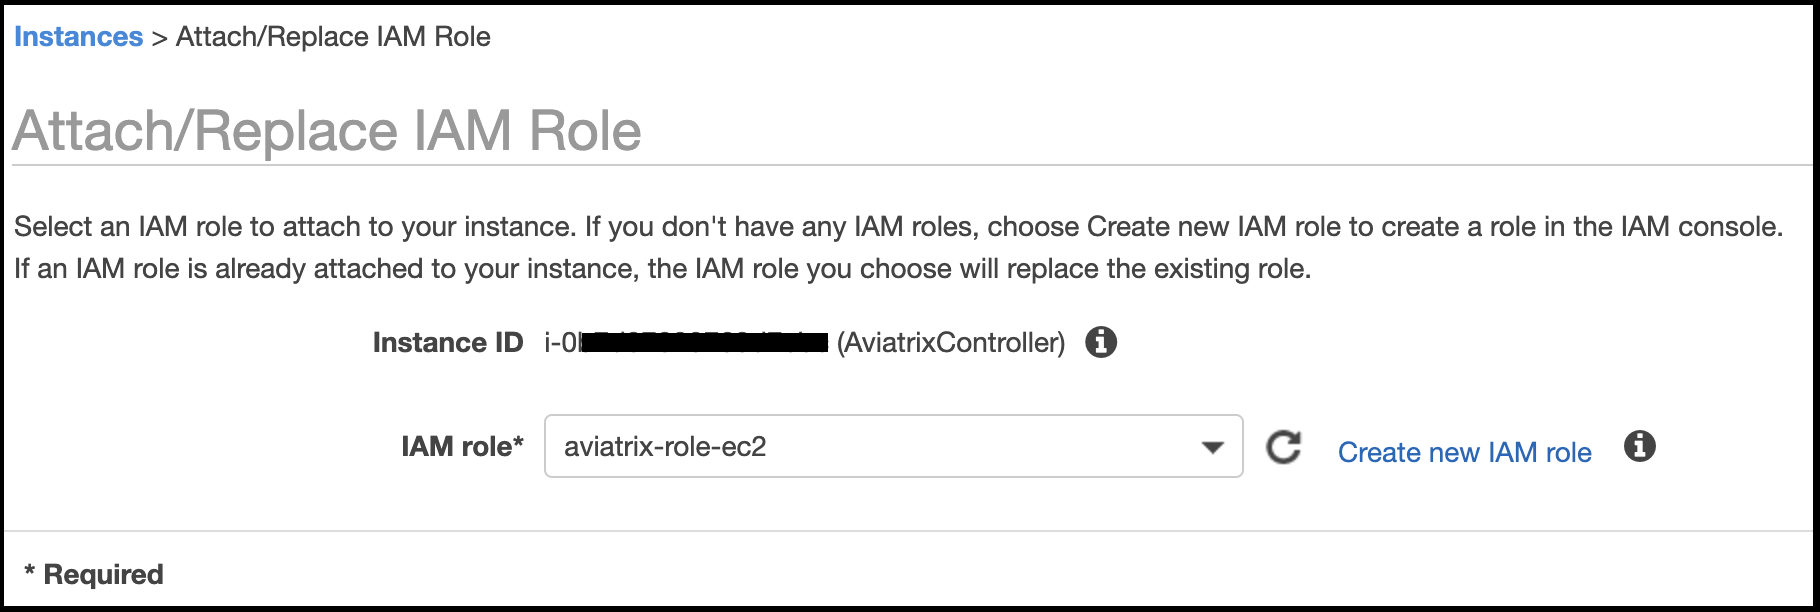 Instances > Attach/Replace IAM Role
Attach/Replace IAM Role
Select an IAM role to attach to your instance. If you don't have any IAM roles, choose Create new IAM role to create a role in the IAM console.
If an IAM role is already attached to your instance, the IAM role you choose will replace the existing role.
Instance ID i-0 (AviatrixController)
IAM role* aviatrix-role-ec2 Create new IAM role
* Required